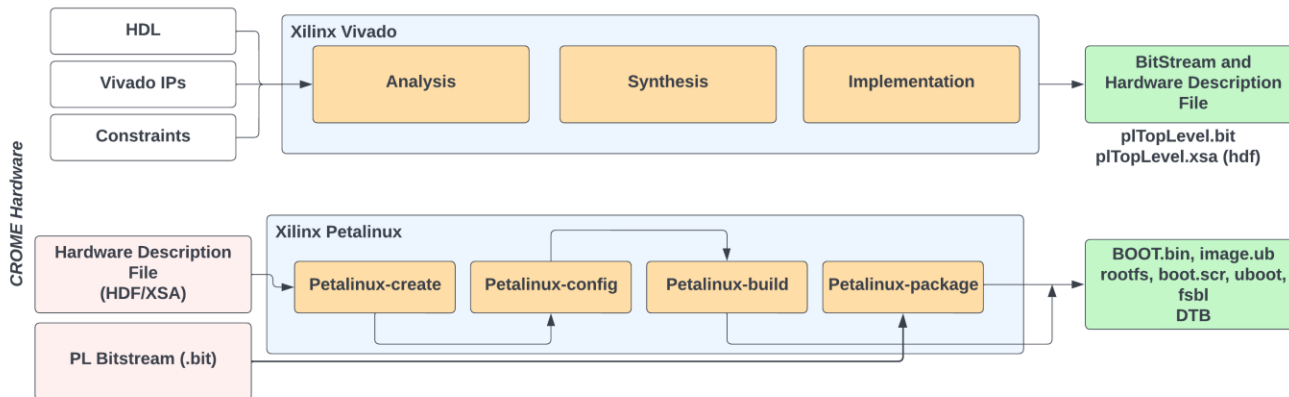 CROME Hardware
HDL
Vivado IPs
Constraints
Xilinx Vivado
Analysis
Synthesis
Implementation
BitStream and
Hardware Description
File
plTopLevel.bit
plTopLevel.xsa (hdf)
Hardware Description
File
(HDF/XSA)
PL Bitstream (.bit)
Xilinx Petalinux
Petalinux-create
Petalinux-config
Petalinux-build
Petalinux-package
BOOT.bin, image.ub
rootfs, boot.scr, uboot,
fsbl
DTB